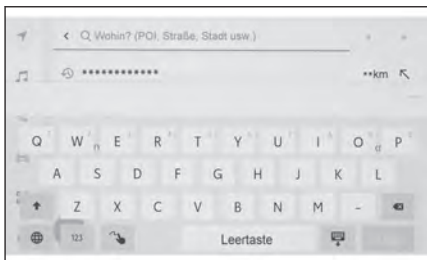 Wohin? (POI, Straße, Stadt usw.)
************ **km
Q W E R T Y U I O P
A S D F G H J K L
Z X C V B N M -
123 Leertaste